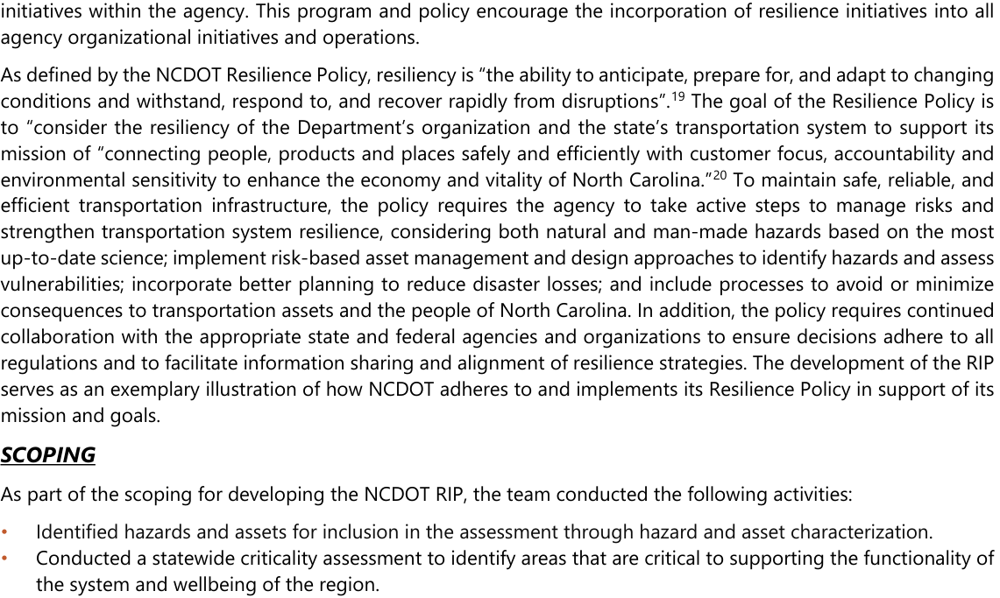 initiatives within the agency. This program and policy encourage the incorporation of resilience initiatives into all
agency organizational initiatives and operations.
As defined by the NCDOT Resilience Policy, resiliency is “the ability to anticipate, prepare for, and adapt to changing
conditions and withstand, respond to, and recover rapidly from disruptions”.19 The goal of the Resilience Policy is
to “consider the resiliency of the Department’s organization and the state’s transportation system to support its
mission of “connecting people, products and places safely and efficiently with customer focus, accountability and
environmental sensitivity to enhance the economy and vitality of North Carolina.”20 To maintain safe, reliable, and
efficient transportation infrastructure, the policy requires the agency to take active steps to manage risks and
strengthen transportation system resilience, considering both natural and man-made hazards based on the most
up-to-date science; implement risk-based asset management and design approaches to identify hazards and assess
vulnerabilities; incorporate better planning to reduce disaster losses; and include processes to avoid or minimize
consequences to transportation assets and the people of North Carolina. In addition, the policy requires continued
collaboration with the appropriate state and federal agencies and organizations to ensure decisions adhere to all
regulations and to facilitate information sharing and alignment of resilience strategies. The development of the RIP
serves as an exemplary illustration of how NCDOT adheres to and implements its Resilience Policy in support of its
mission and goals.
SCOPING
As part of the scoping for developing the NCDOT RIP, the team conducted the following activities:
• Identified hazards and assets for inclusion in the assessment through hazard and asset characterization.
• Conducted a statewide criticality assessment to identify areas that are critical to supporting the functionality of
the system and wellbeing of the region.